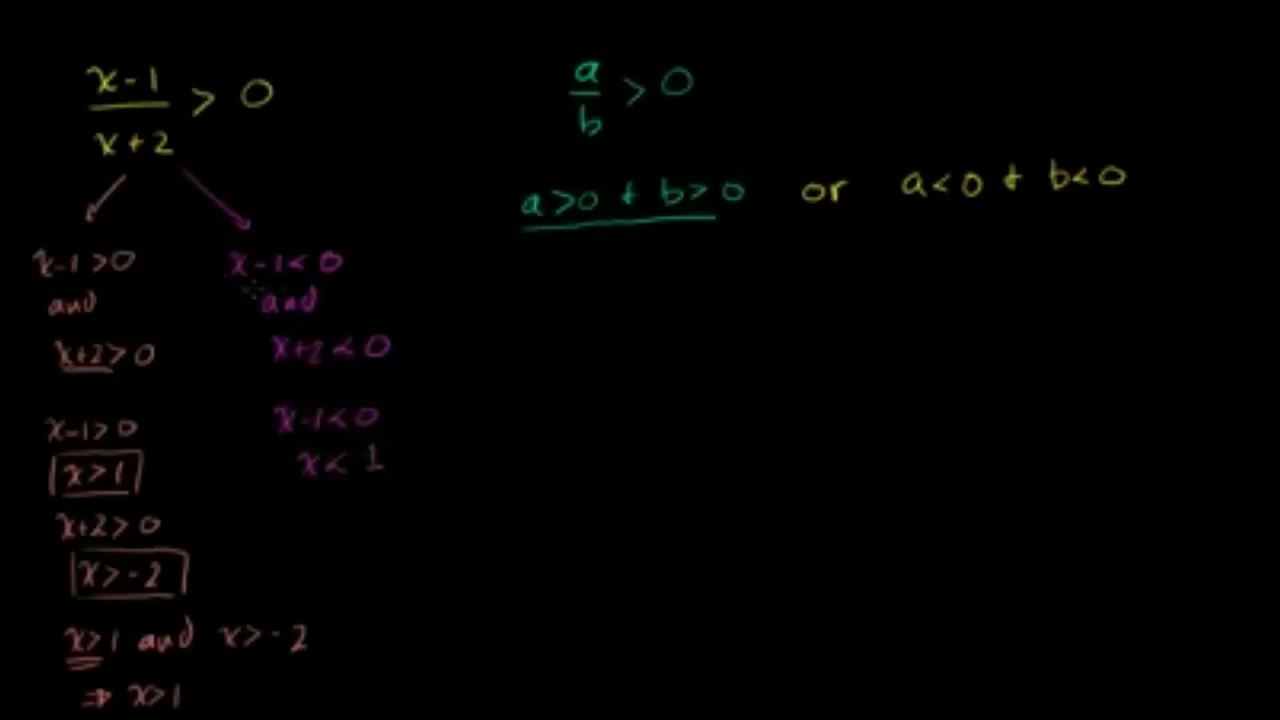 x-1
x+2
> 0
a
b
> 0
a>0 + b>0 or a<0 + b<0
x-1>0
and
x+2>0
x-1>0
x>1
x+2>0
x>-2
x>1 and x>-2
⇒ x>1
x-1<0
and
x+2<0
x-1<0
x<1